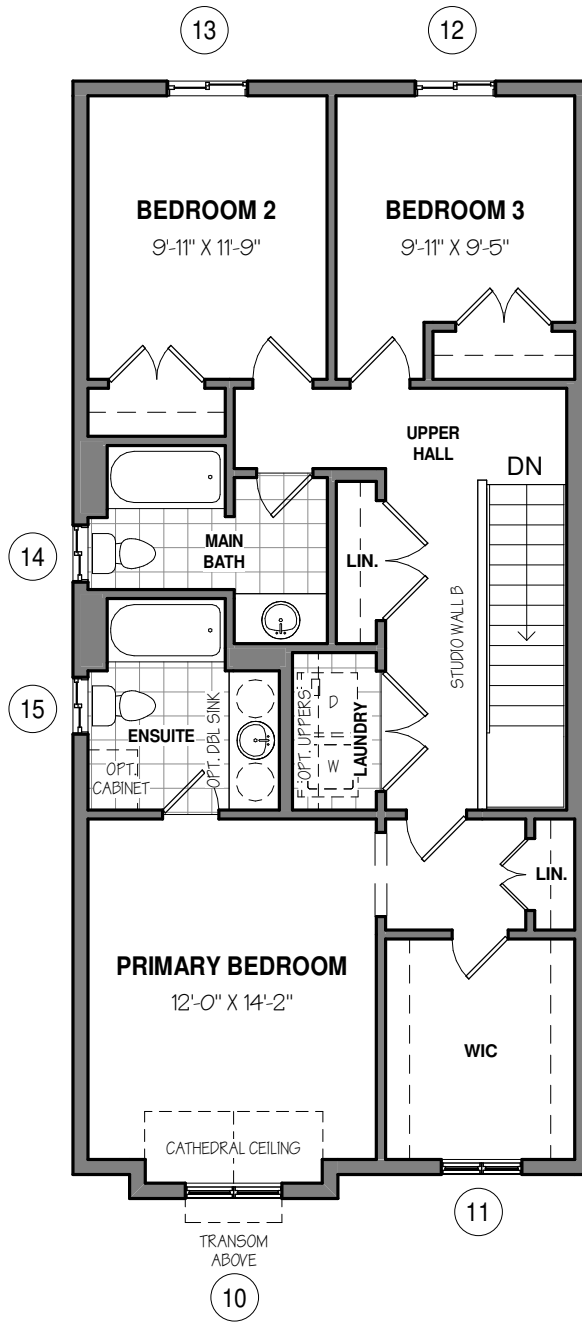 13
12
BEDROOM 2
9'-11" X 11'-9"
BEDROOM 3
9'-11" X 9'-5"
UPPER
HALL
DN
14
MAIN
BATH
LIN.
STUDIO WALL B
15
ENSUITE
OPT. DBL SINK
OPT.
CABINET
OPT. UPPERS
D
W
LAUNDRY
LIN.
PRIMARY BEDROOM
12'-0" X 14'-2"
WIC
CATHEDRAL CEILING
TRANSOM
ABOVE
10
11